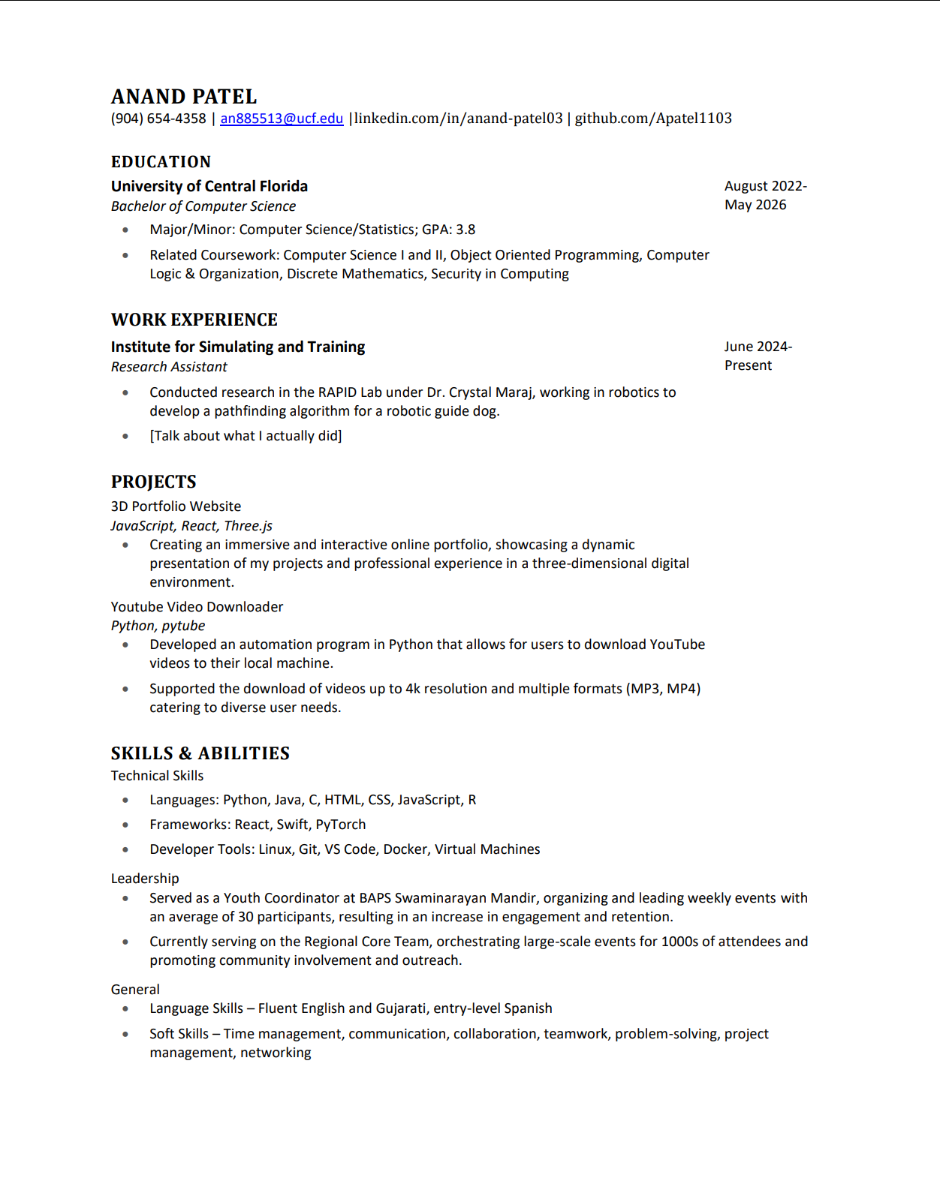 ANAND PATEL
(904) 654-4358 | an885513@ucf.edu |linkedin.com/in/anand-patel03 | github.com/Apatel1103
EDUCATION
University of Central Florida
August 2022-
May 2026
Bachelor of Computer Science
• Major/Minor: Computer Science/Statistics; GPA: 3.8
• Related Coursework: Computer Science I and II, Object Oriented Programming, Computer
Logic & Organization, Discrete Mathematics, Security in Computing
WORK EXPERIENCE
Institute for Simulating and Training
June 2024-
Present
Research Assistant
• Conducted research in the RAPID Lab under Dr. Crystal Maraj, working in robotics to
develop a pathfinding algorithm for a robotic guide dog.
• [Talk about what I actually did]
PROJECTS
3D Portfolio Website
JavaScript, React, Three.js
• Creating an immersive and interactive online portfolio, showcasing a dynamic
presentation of my projects and professional experience in a three-dimensional digital
environment.
Youtube Video Downloader
Python, pytube
• Developed an automation program in Python that allows for users to download YouTube
videos to their local machine.
• Supported the download of videos up to 4k resolution and multiple formats (MP3, MP4)
catering to diverse user needs.
SKILLS & ABILITIES
Technical Skills
• Languages: Python, Java, C, HTML, CSS, JavaScript, R
• Frameworks: React, Swift, PyTorch
• Developer Tools: Linux, Git, VS Code, Docker, Virtual Machines
Leadership
• Served as a Youth Coordinator at BAPS Swaminarayan Mandir, organizing and leading weekly events with
an average of 30 participants, resulting in an increase in engagement and retention.
• Currently serving on the Regional Core Team, orchestrating large-scale events for 1000s of attendees and
promoting community involvement and outreach.
General
• Language Skills – Fluent English and Gujarati, entry-level Spanish
• Soft Skills – Time management, communication, collaboration, teamwork, problem-solving, project
management, networking